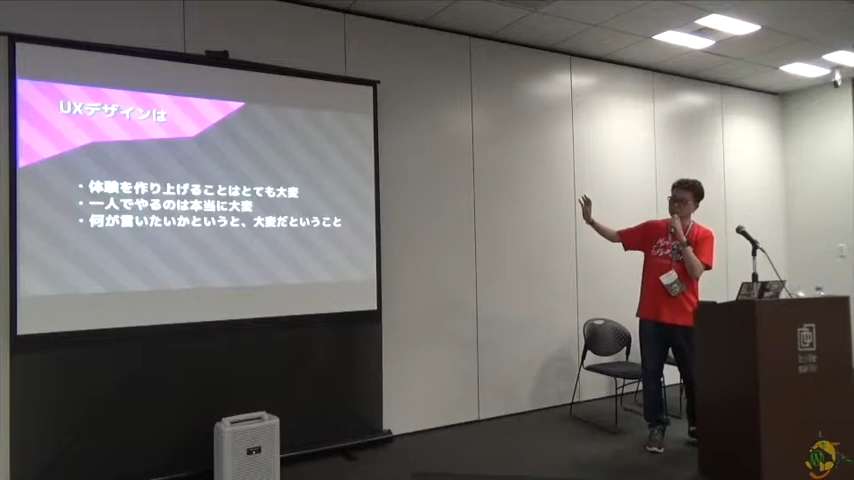 UXデザインは
・体験を作り上げることはとても大変
・一人でやるのは本当に大変
・何が言いたいかというと、大変だということ
belle
salle